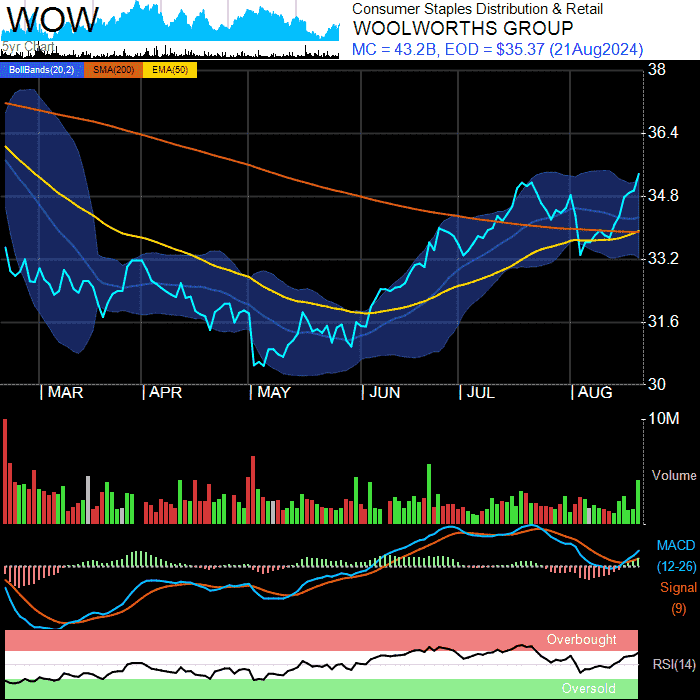 WOW
5yr Chart
Consumer Staples Distribution & Retail
WOOLWORTHS GROUP
MC = 43.2B, EOD = $35.37 (21Aug2024)
BollBands(20,2) SMA(200) EMA(50)
38
36.4
34.8
33.2
31.6
30
MAR APR MAY JUN JUL AUG
10M
Volume
MACD
(12-26)
Signal
(9)
Overbought
RSI(14)
Oversold